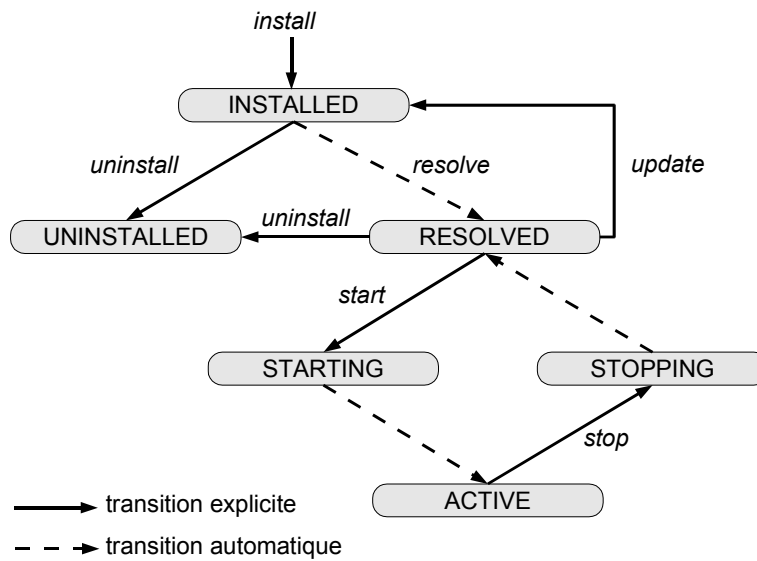 install
INSTALLED
uninstall
resolve
update
uninstall
UNINSTALLED
RESOLVED
start
STARTING
STOPPING
stop
ACTIVE
transition explicite
transition automatique